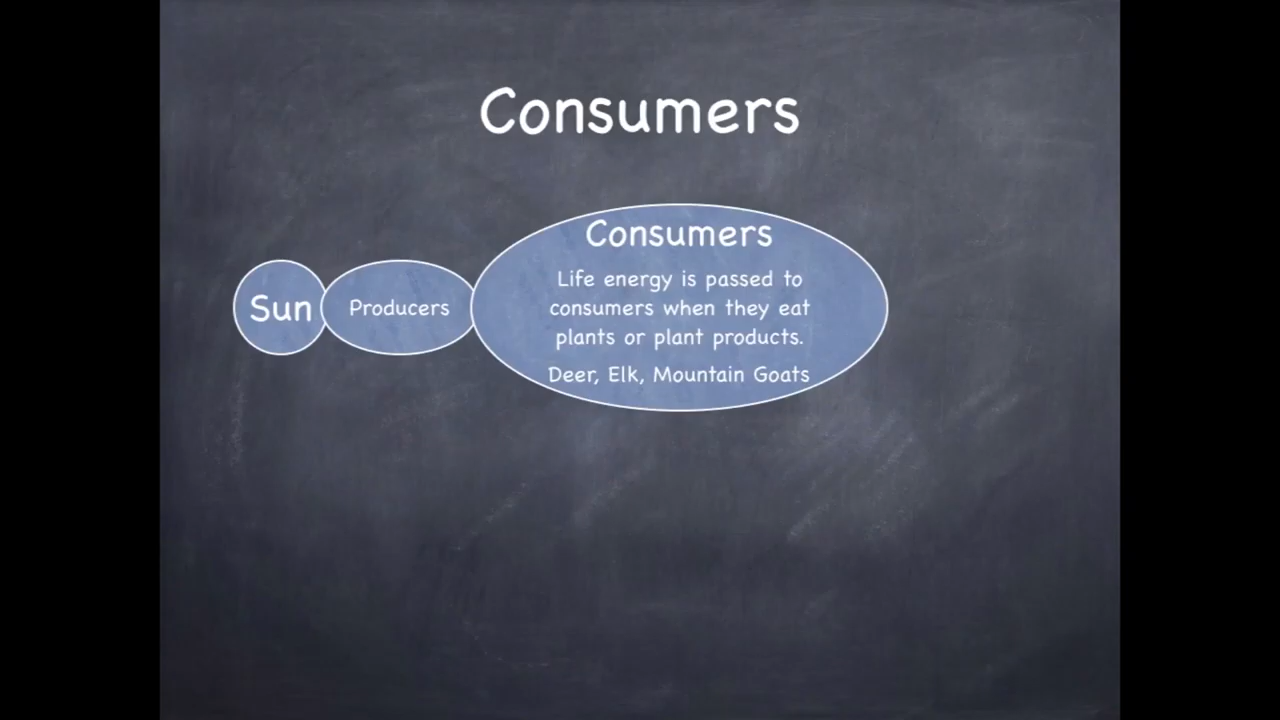 Consumers
Sun
Producers
Consumers
Life energy is passed to
consumers when they eat
plants or plant products.
Deer, Elk, Mountain Goats